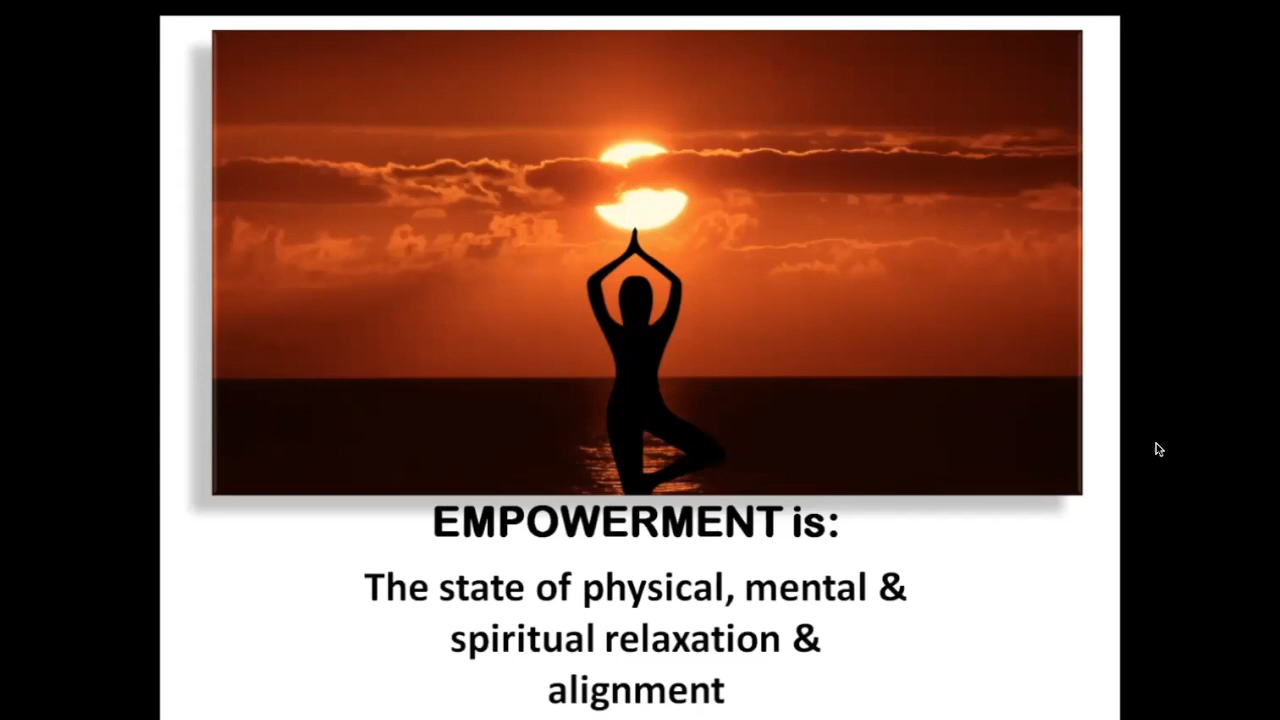 EMPOWERMENT is:
The state of physical, mental &
spiritual relaxation &
alignment